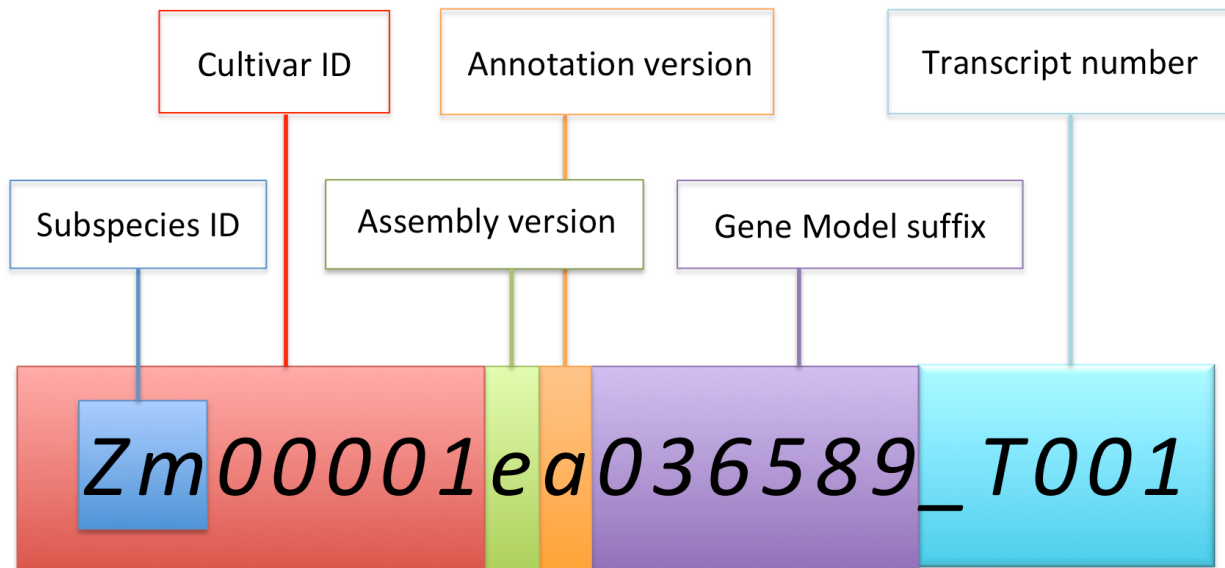 Cultivar ID
Annotation version
Transcript number
Subspecies ID
Assembly version
Gene Model suffix
Zm00001ea036589_T001